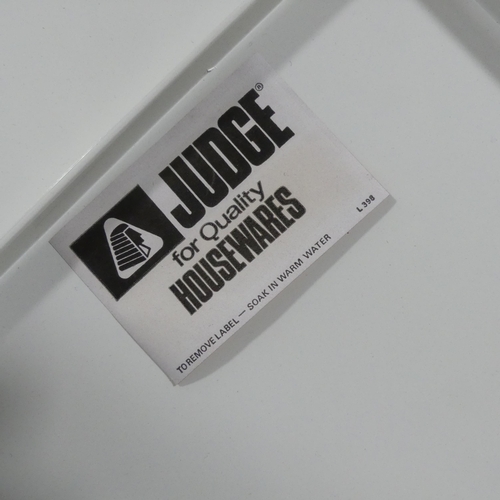 JUDGE®
for Quality
HOUSEWARES
TO REMOVE LABEL — SOAK IN WARM WATER
L 398